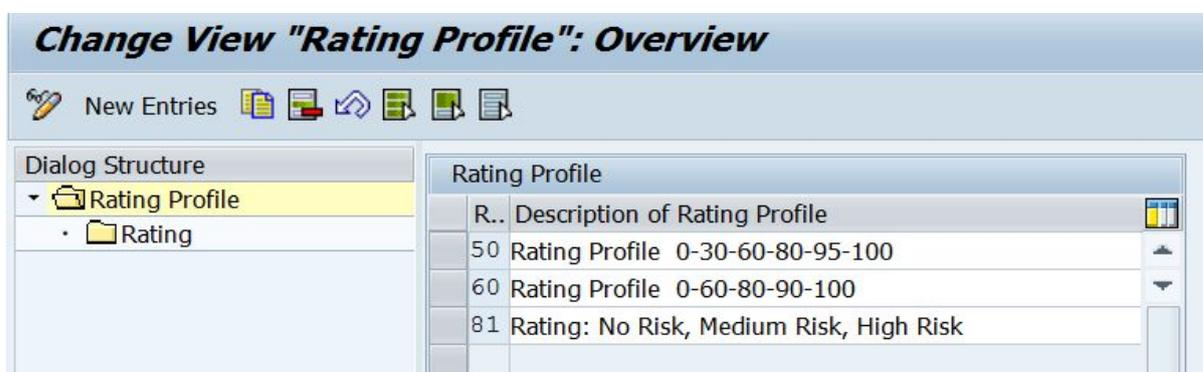 Change View "Rating Profile": Overview
New Entries
Dialog Structure
Rating Profile
Rating
Rating Profile
R.. Description of Rating Profile
50 Rating Profile 0-30-60-80-95-100
60 Rating Profile 0-60-80-90-100
81 Rating: No Risk, Medium Risk, High Risk